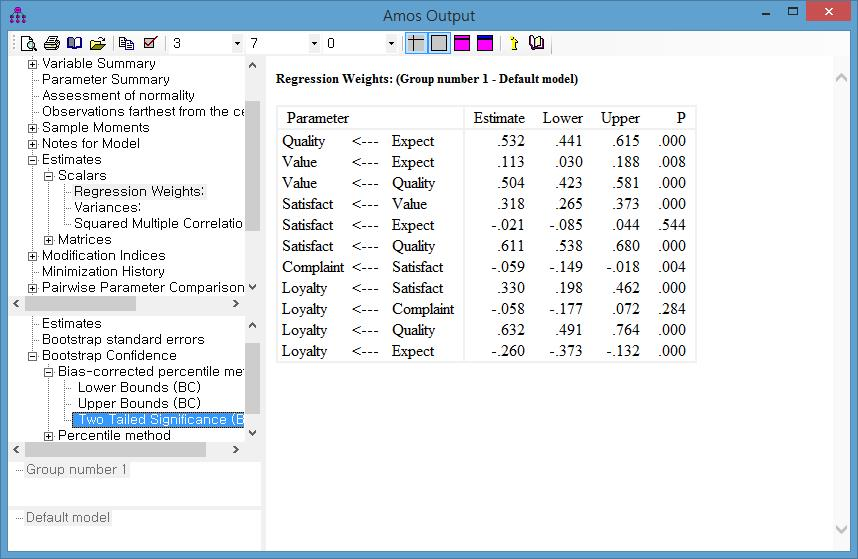 Amos Output
3 7 0
Variable Summary
Parameter Summary
Assessment of normality
Observations farthest from the ce
Sample Moments
Notes for Model
Estimates
Scalars
Regression Weights:
Variances:
Squared Multiple Correlatio
Matrices
Modification Indices
Minimization History
Pairwise Parameter Comparison
Estimates
Bootstrap standard errors
Bootstrap Confidence
Bias-corrected percentile me
Lower Bounds (BC)
Upper Bounds (BC)
Two Tailed Significance (B
Percentile method
Group number 1
Default model
Regression Weights: (Group number 1 - Default model)
Parameter Estimate Lower Upper P
Quality <--- Expect .532 .441 .615 .000
Value <--- Expect .113 .030 .188 .008
Value <--- Quality .504 .423 .581 .000
Satisfact <--- Value .318 .265 .373 .000
Satisfact <--- Expect -.021 -.085 .044 .544
Satisfact <--- Quality .611 .538 .680 .000
Complaint <--- Satisfact -.059 -.149 -.018 .004
Loyalty <--- Satisfact .330 .198 .462 .000
Loyalty <--- Complaint -.058 -.177 .072 .284
Loyalty <--- Quality .632 .491 .764 .000
Loyalty <--- Expect -.260 -.373 -.132 .000